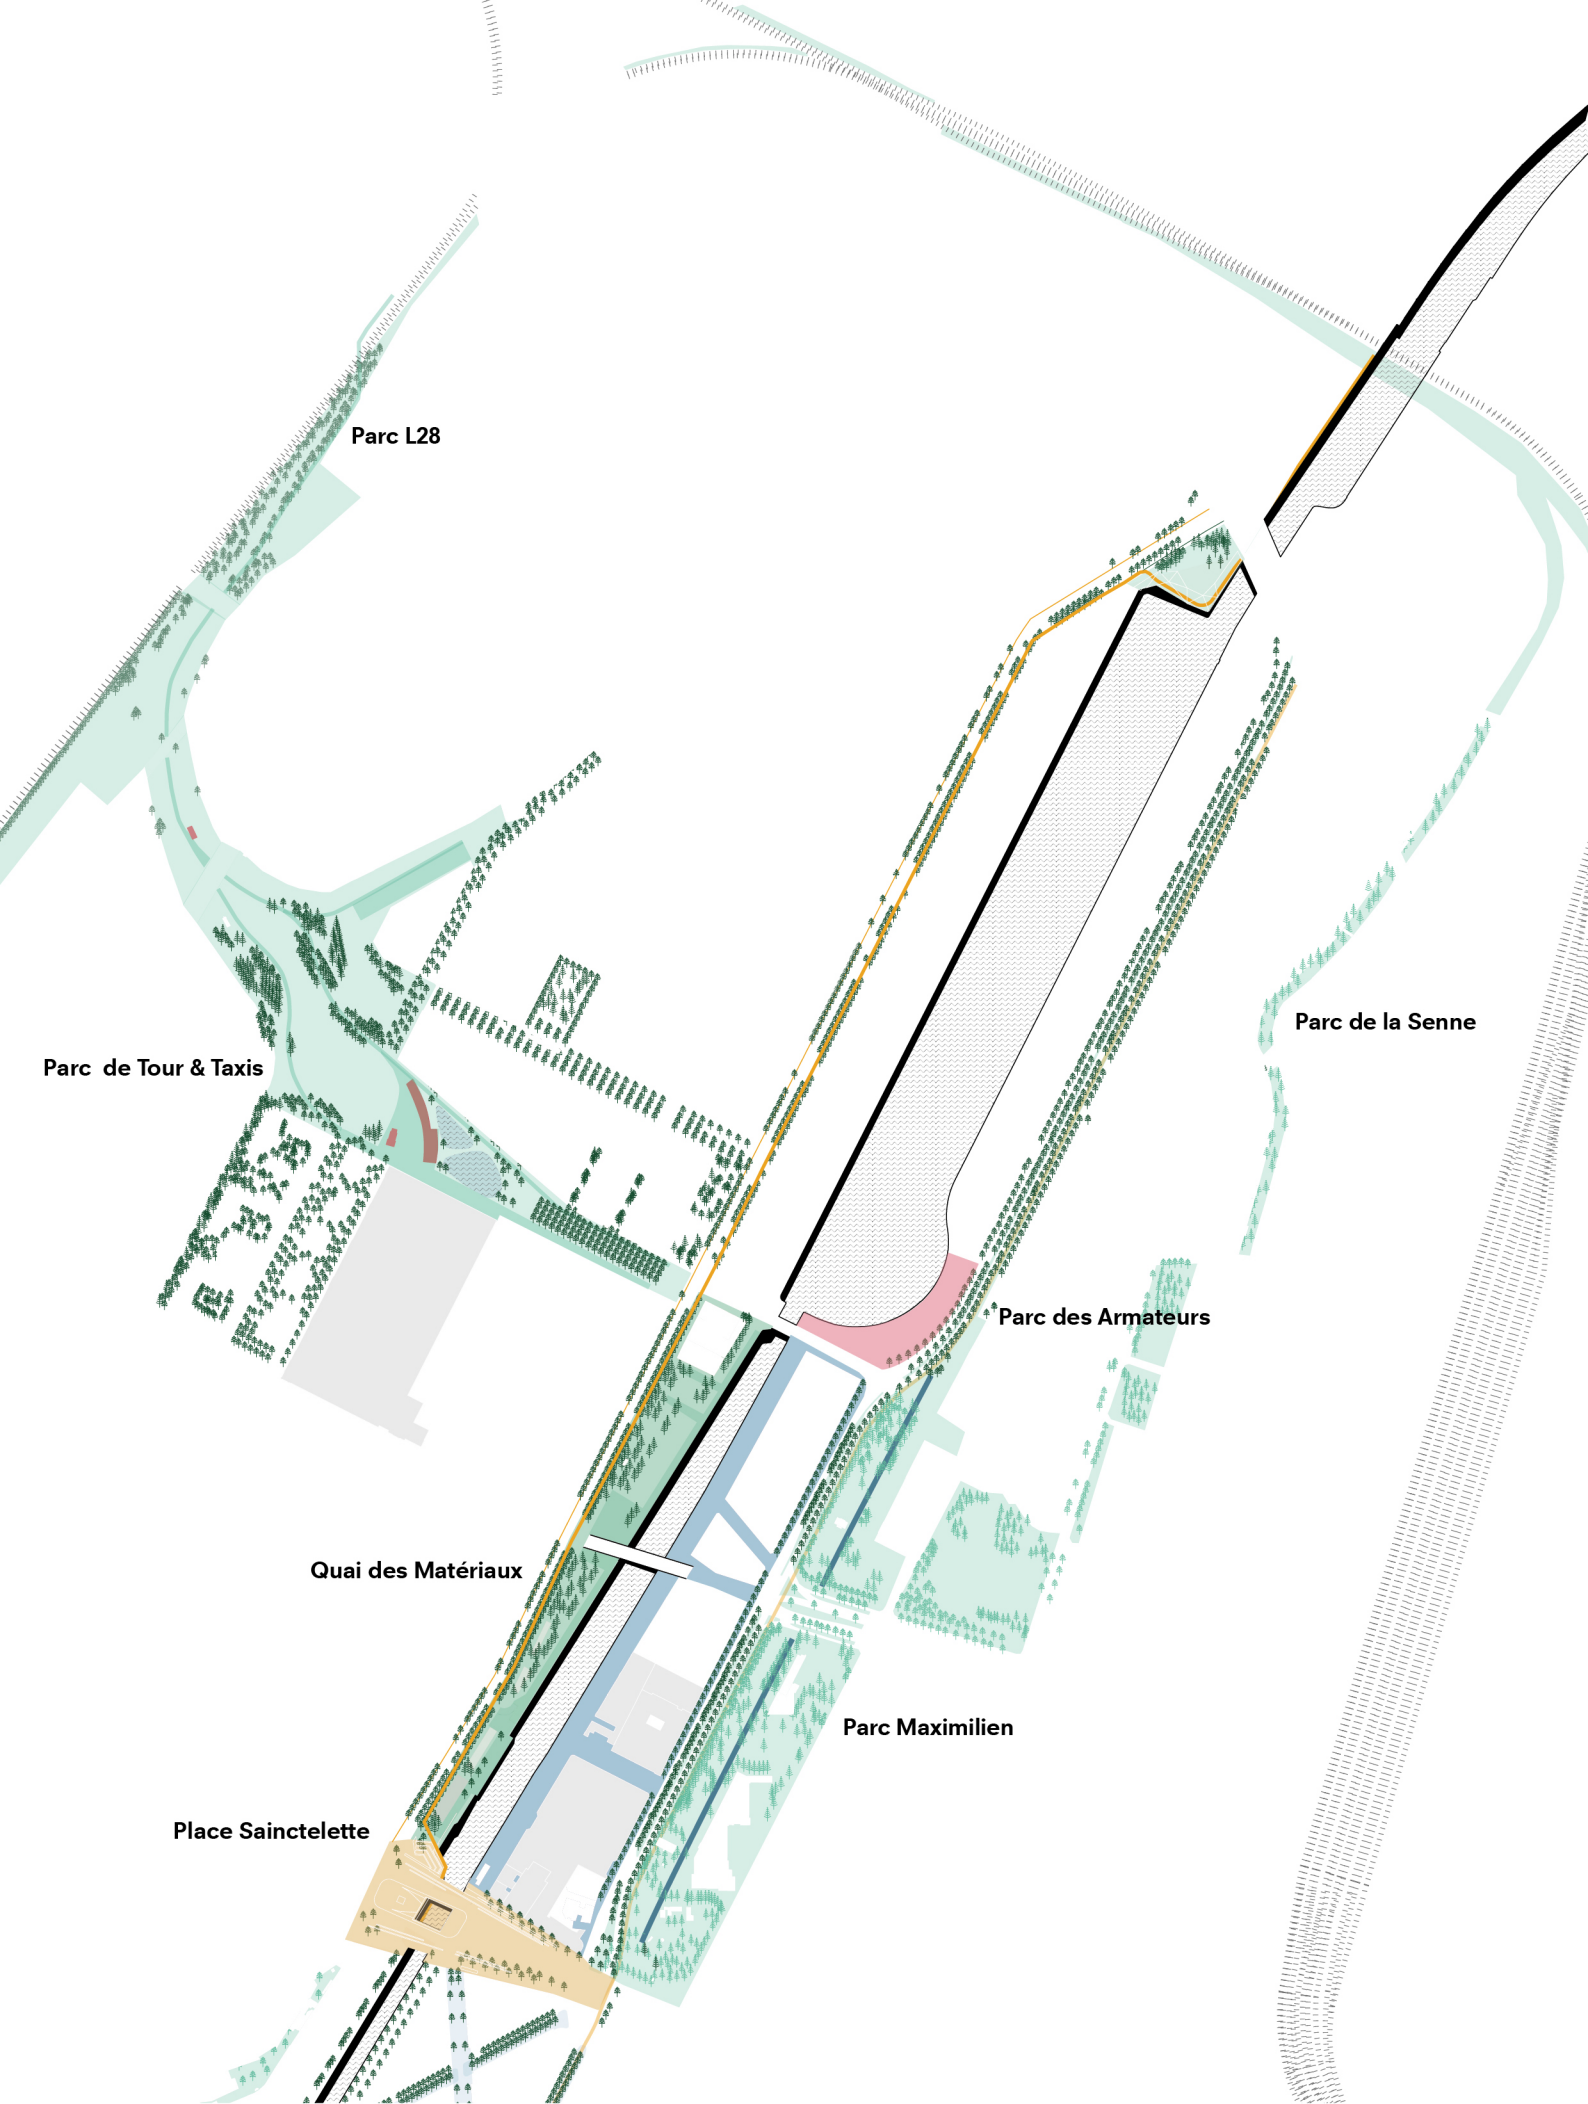 Parc L28
Parc de la Senne
Parc de Tour & Taxis
Parc des Armateurs
Quai des Matériaux
Parc Maximilien
Place Sainctelette